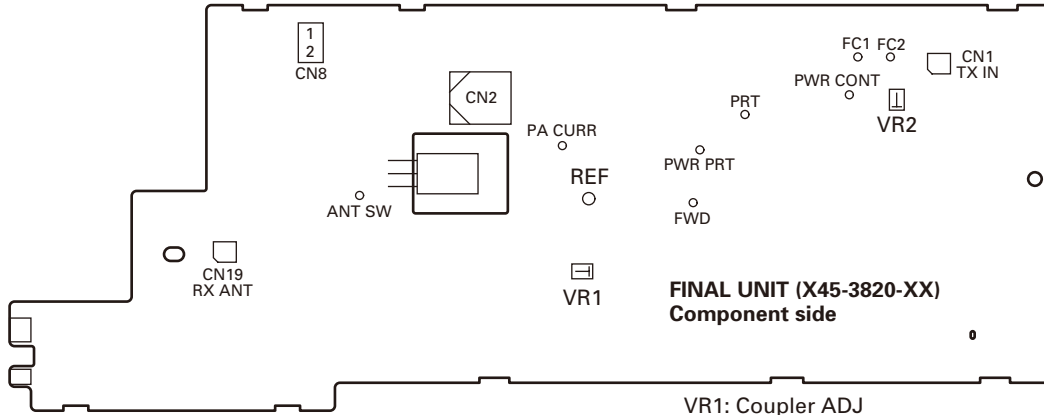 1
2
CN8
CN2
FC1 FC2
CN1
TX IN
PWR CONT
VR2
PRT
PA CURR
PWR PRT
REF
ANT SW
FWD
CN19
RX ANT
VR1
FINAL UNIT (X45-3820-XX)
Component side
VR1: Coupler ADJ